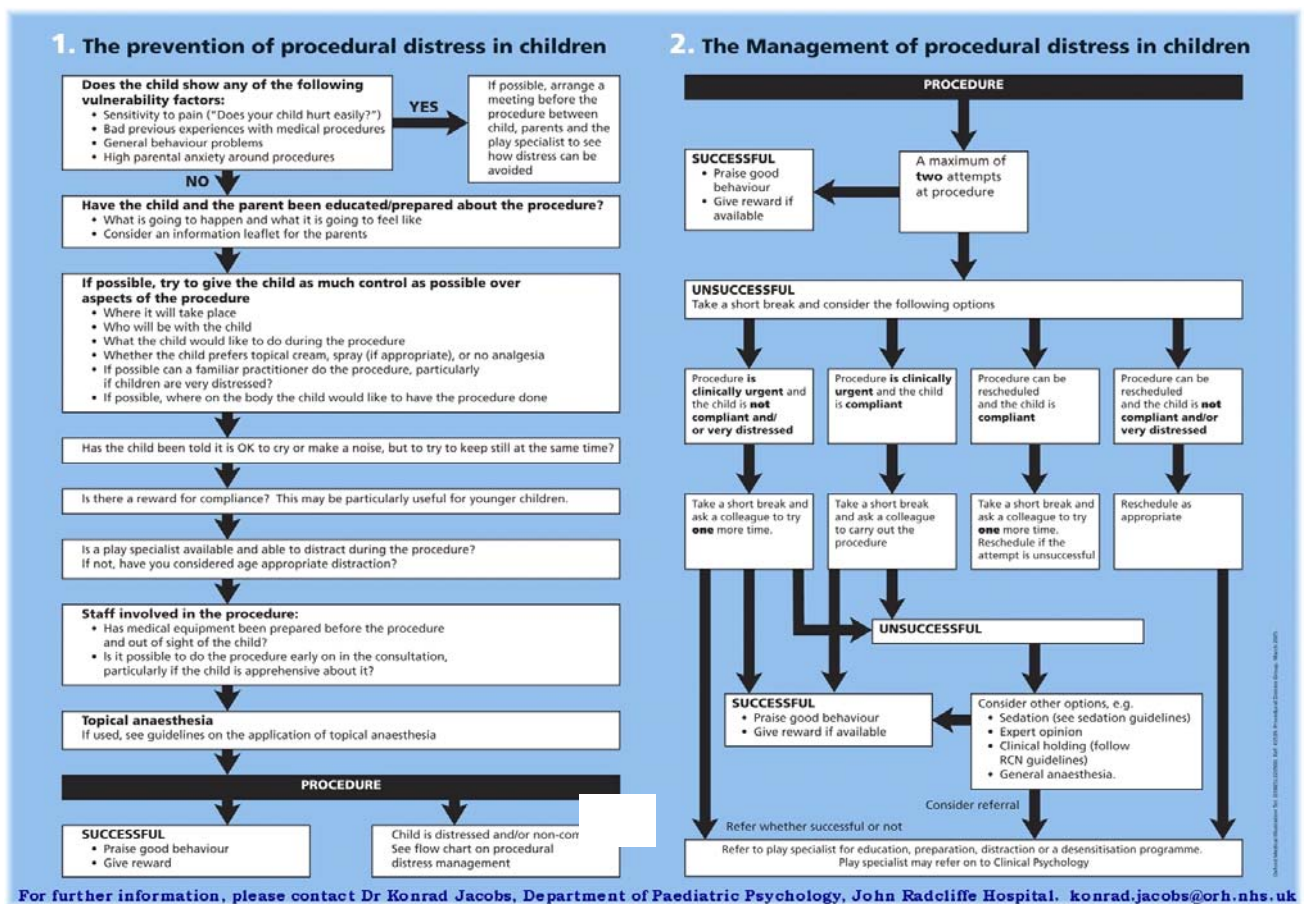 1. The prevention of procedural distress in children
Does the child show any of the following
vulnerability factors:
• Sensitivity to pain ("Does your child hurt easily?")
• Bad previous experiences with medical procedures
• General behaviour problems
• High parental anxiety around procedures
YES
If possible, arrange a
meeting before the
procedure between
child, parents and the
play specialist to see
how distress can be
avoided
NO
Have the child and the parent been educated/prepared about the procedure?
• What is going to happen and what it is going to feel like
• Consider an information leaflet for the parents
If possible, try to give the child as much control as possible over
aspects of the procedure
• Where it will take place
• Who will be with the child
• What the child would like to do during the procedure
• Whether the child prefers topical cream, spray (if appropriate), or no analgesia
• If possible can a familiar practitioner do the procedure, particularly
if children are very distressed?
• If possible, where on the body the child would like to have the procedure done
Has the child been told it is OK to cry or make a noise, but to try to keep still at the same time?
Is there a reward for compliance? This may be particularly useful for younger children.
Is a play specialist available and able to distract during the procedure?
If not, have you considered age appropriate distraction?
Staff involved in the procedure:
• Has medical equipment been prepared before the procedure
and out of sight of the child?
• Is it possible to do the procedure early on in the consultation,
particularly if the child is apprehensive about it?
Topical anaesthesia
If used, see guidelines on the application of topical anaesthesia
PROCEDURE
SUCCESSFUL
• Praise good behaviour
• Give reward
Child is distressed and/or
See flow chart on procedural
distress management
2. The Management of procedural distress in children
PROCEDURE
A maximum of
two attempts
at procedure
SUCCESSFUL
• Praise good
behaviour
• Give reward if
available
UNSUCCESSFUL
Take a short break and consider the following options
Procedure is
clinically urgent and
the child is not
compliant and/
or very distressed
Procedure is clinically
urgent and the child
is compliant
Procedure can be
rescheduled
and the child is
compliant
Procedure can be
rescheduled
and the child is not
compliant and/or
very distressed
Take a short break and
ask a colleague to try
one more time.
Take a short break
and ask a colleague
to carry out the
procedure
Take a short break and
ask a colleague to try
one more time.
Reschedule if the
attempt is unsuccessful
Reschedule as
appropriate
UNSUCCESSFUL
SUCCESSFUL
• Praise good behaviour
• Give reward if available
Consider other options, e.g.
• Sedation (see sedation guidelines)
• Expert opinion
• Clinical holding (follow
RCN guidelines)
• General anaesthesia.
Consider referral
Refer whether successful or not
Refer to play specialist for education, preparation, distraction or a desensitisation programme.
Play specialist may refer on to Clinical Psychology
For further information, please contact Dr Konrad Jacobs, Department of Paediatric Psychology, John Radcliffe Hospital. konrad.jacobs@orh.nhs.uk